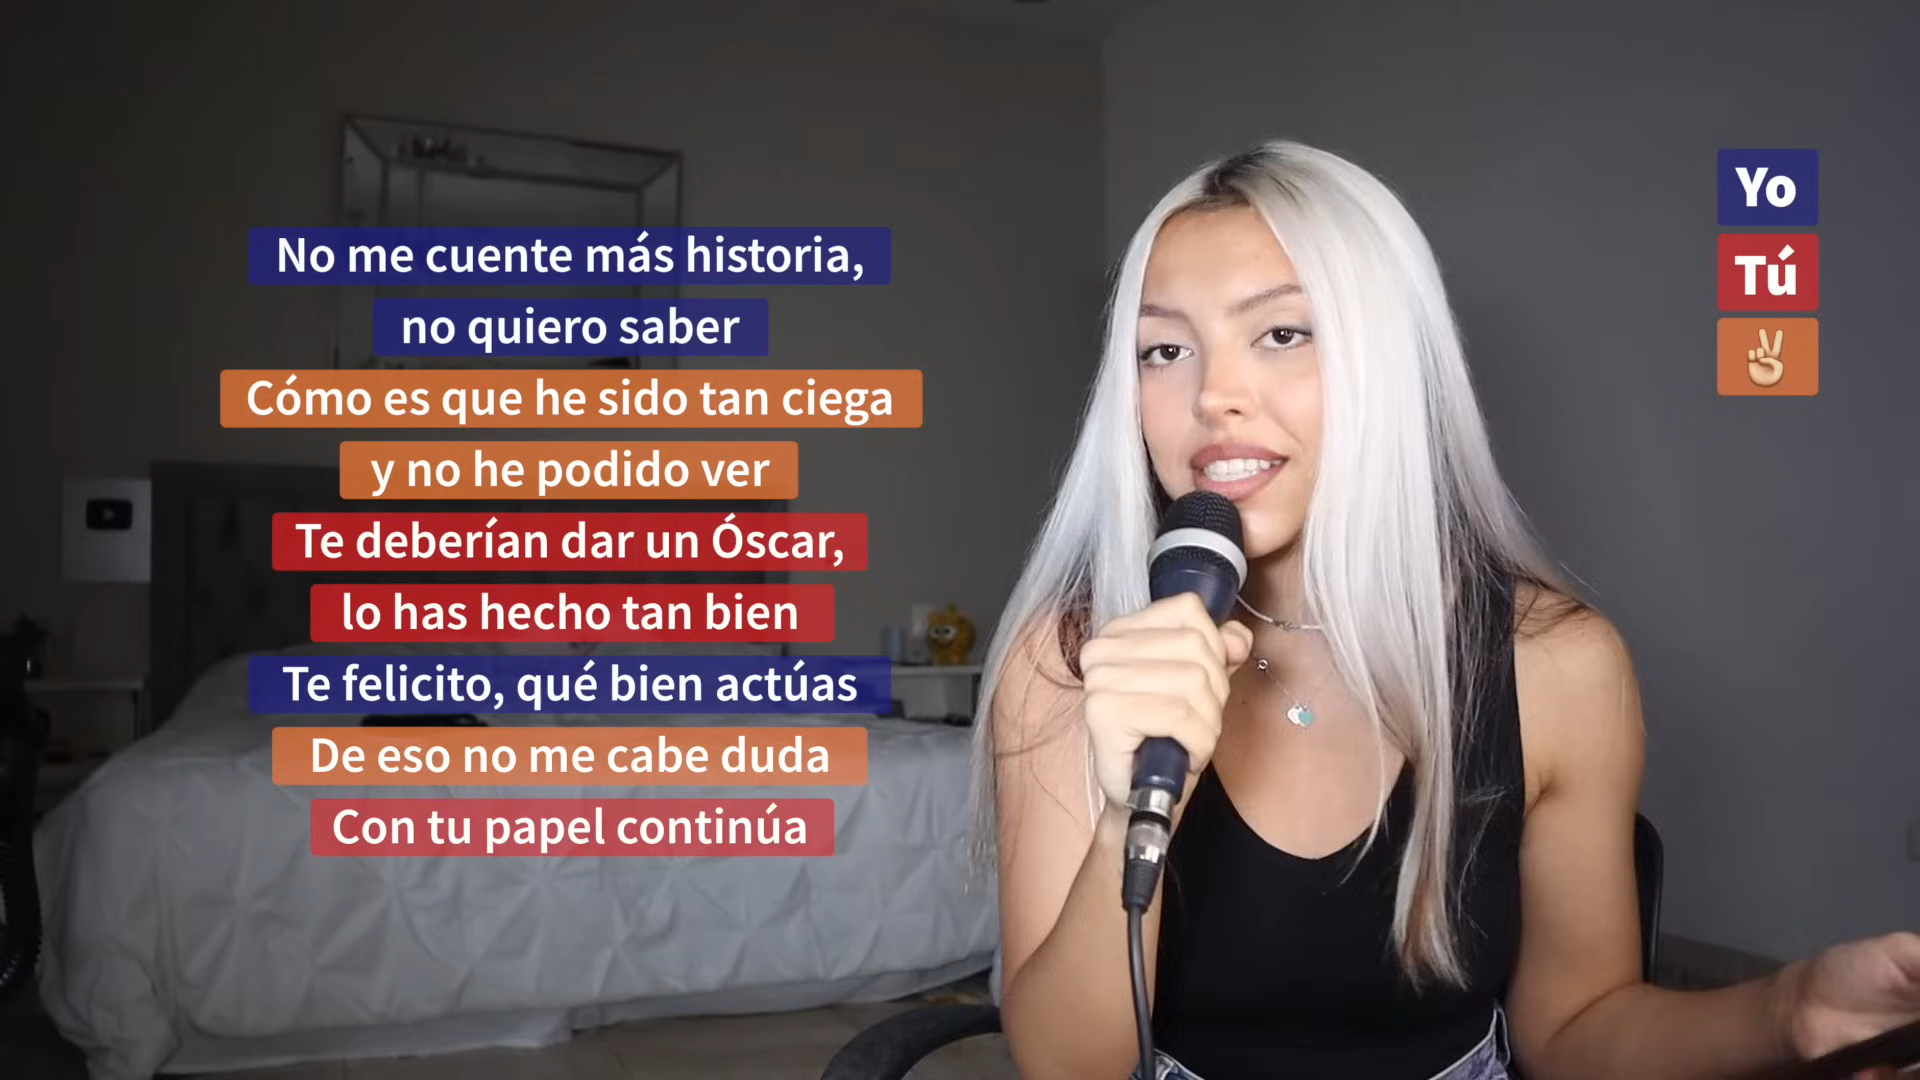 No me cuente más historia,
no quiero saber
Cómo es que he sido tan ciega
y no he podido ver
Te deberían dar un Óscar,
lo has hecho tan bien
Te felicito, qué bien actúas
De eso no me cabe duda
Con tu papel continúa
Yo
Tú